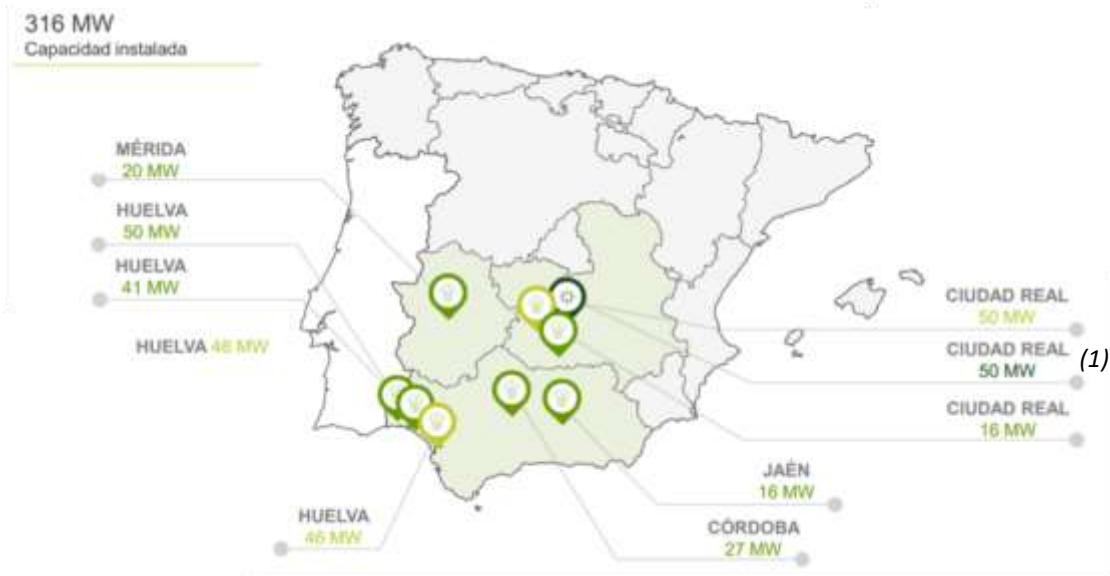 316 MW
Capacidad instalada
MÉRIDA
20 MW
HUELVA
50 MW
HUELVA
41 MW
HUELVA 46 MW
HUELVA
46 MW
CIUDAD REAL
50 MW
CIUDAD REAL (1)
50 MW
CIUDAD REAL
16 MW
JAÉN
16 MW
CÓRDOBA
27 MW